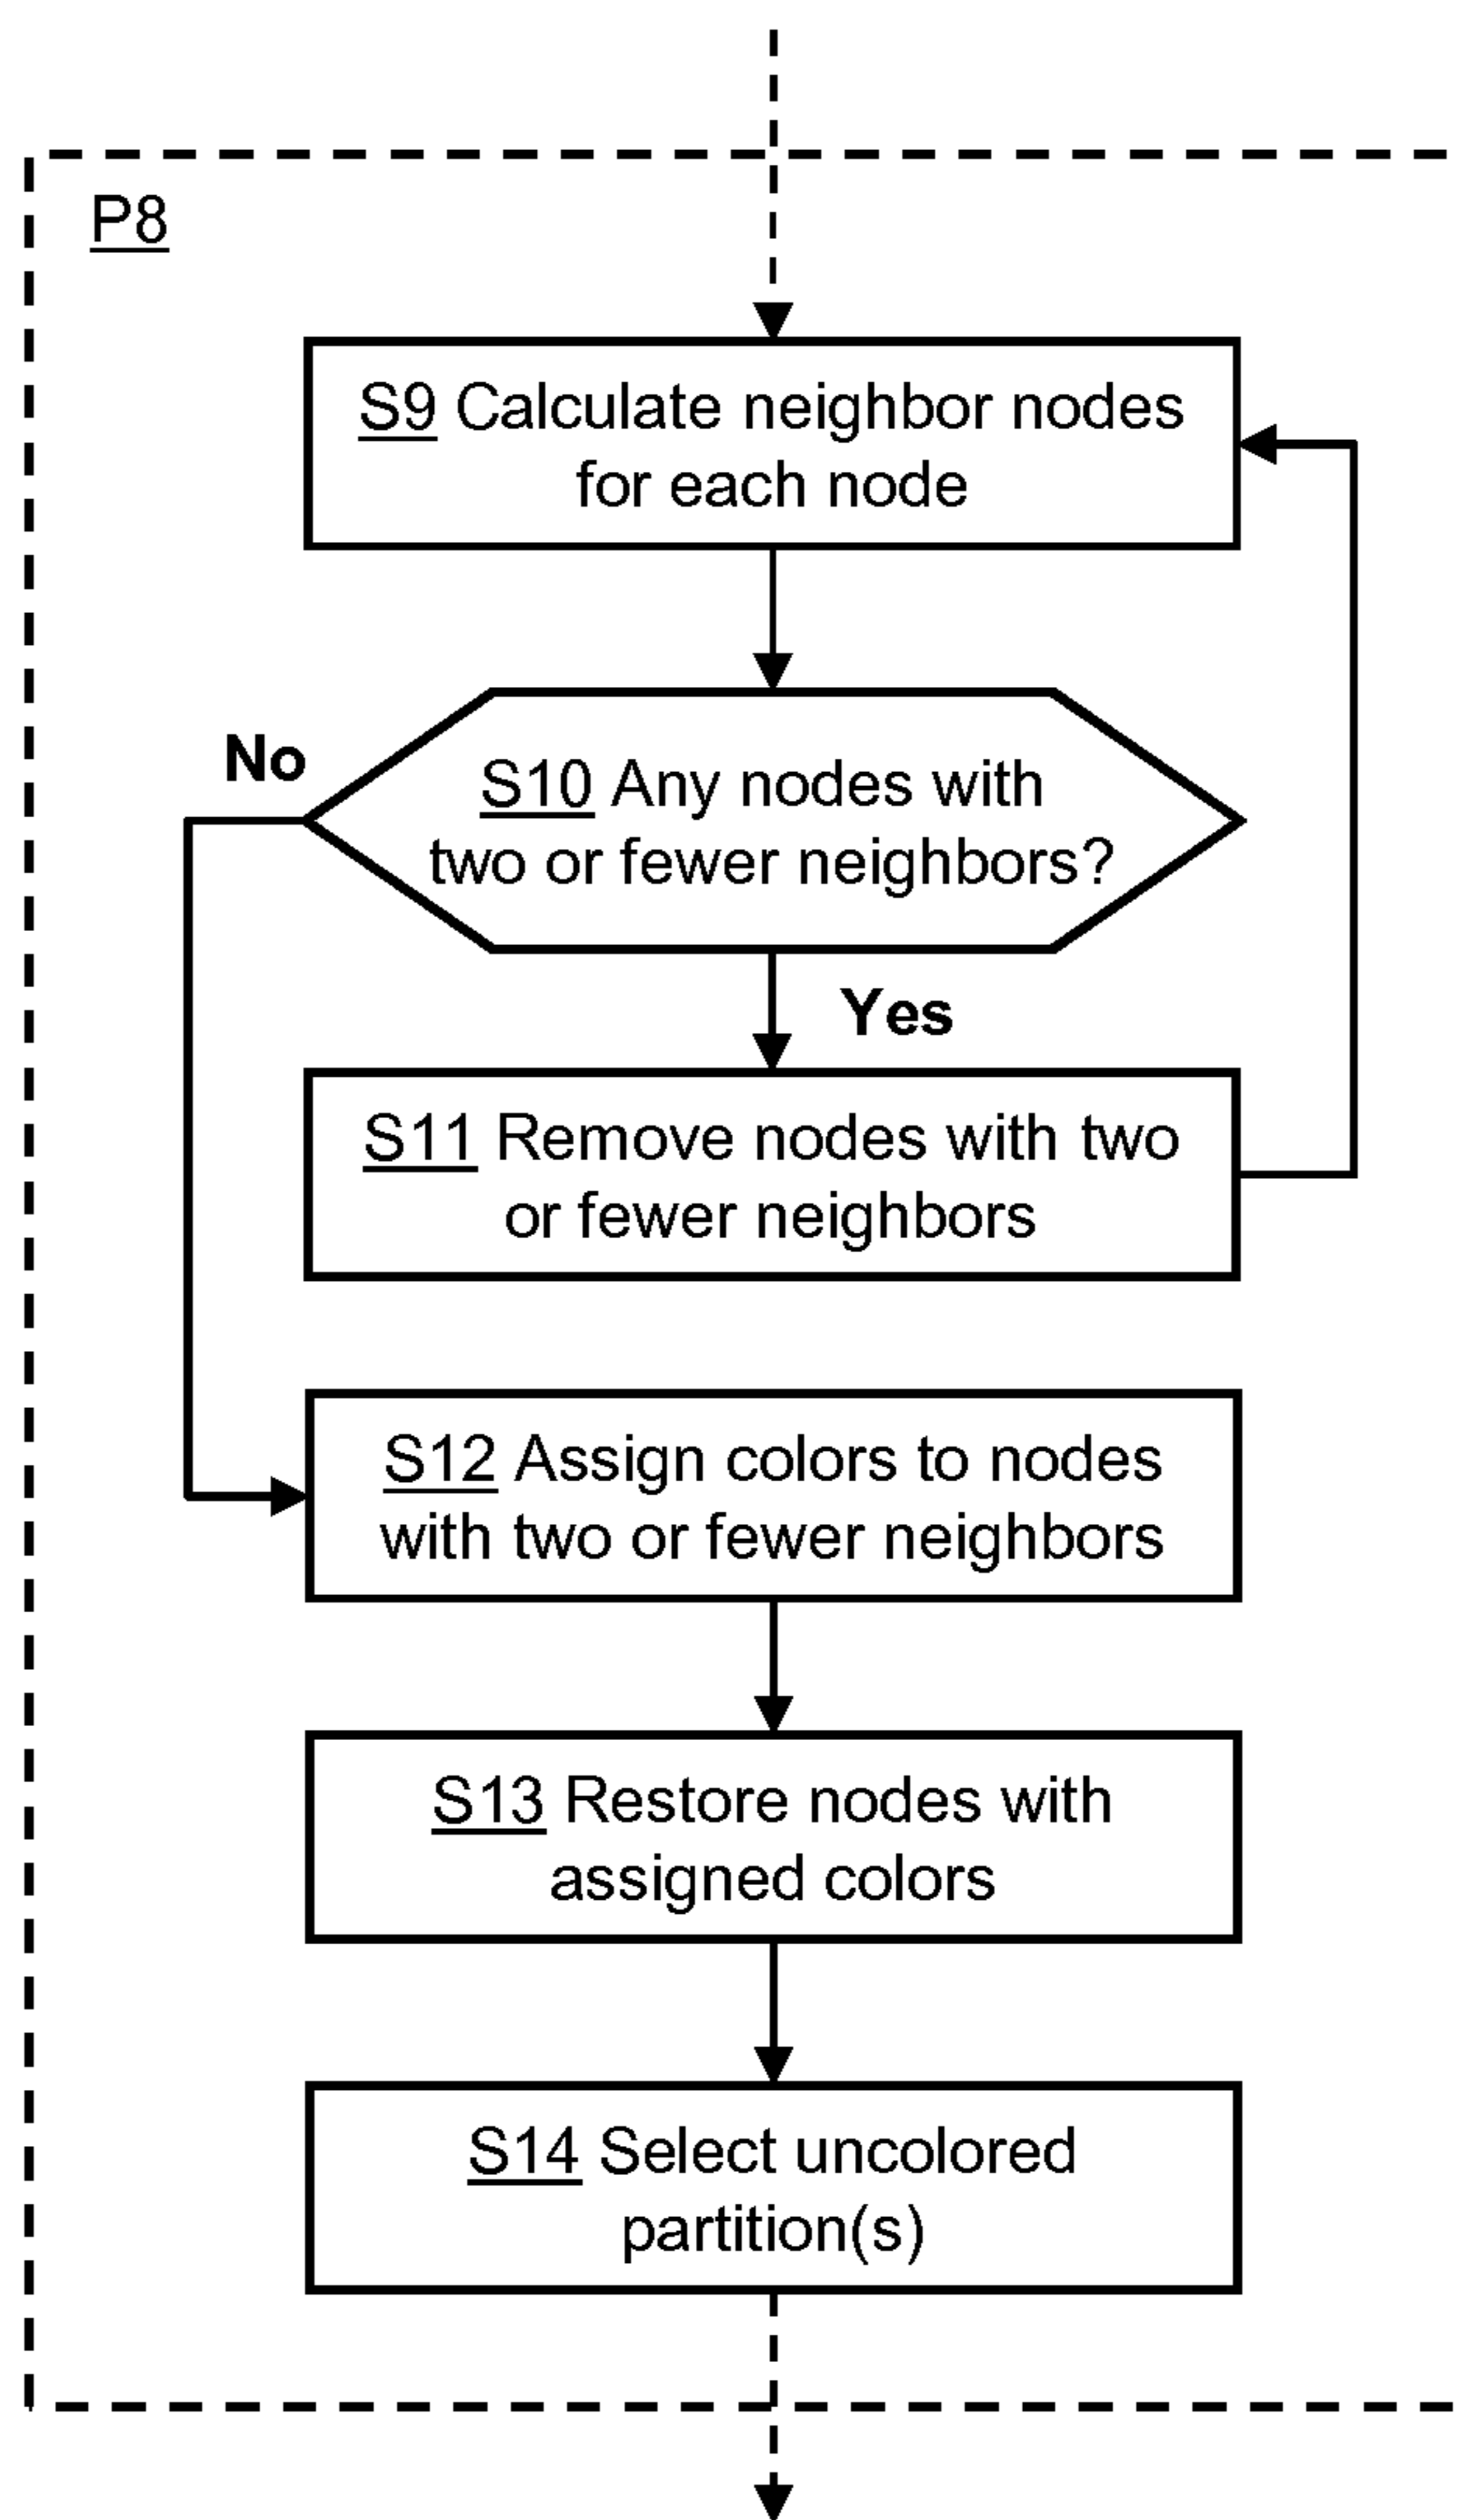 P8
S9 Calculate neighbor nodes
for each node
No
S10 Any nodes with
two or fewer neighbors?
Yes
S11 Remove nodes with two
or fewer neighbors
S12 Assign colors to nodes
with two or fewer neighbors
S13 Restore nodes with
assigned colors
S14 Select uncolored
partition(s)